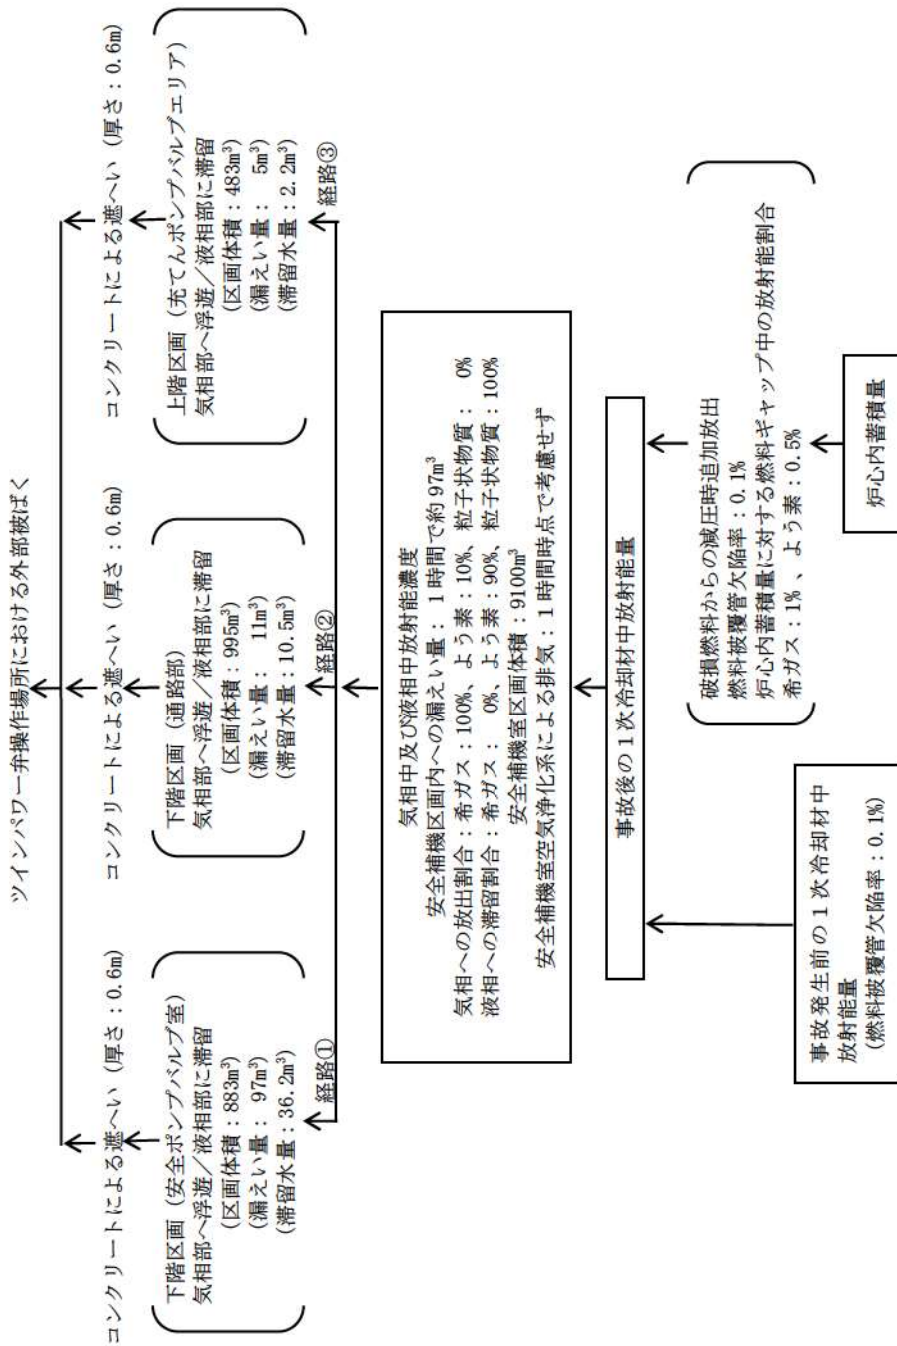 ツインパワー弁操作場所における外部被ばく
コンクリートによる遮へい (厚さ:0.6m)
下階区画 (安全ポンプバルブ室)
気相部へ浮遊/液相部に滞留
(区画体積:883m³)
(漏えい量: 97m³)
(滞留水量:36.2m³)
経路①
コンクリートによる遮へい (厚さ:0.6m)
下階区画 (通路部)
気相部へ浮遊/液相部に滞留
(区画体積:995m³)
(漏えい量: 11m³)
(滞留水量:10.5m³)
経路②
コンクリートによる遮へい (厚さ:0.6m)
上階区画 (充てんポンプバルブエリア)
気相部へ浮遊/液相部に滞留
(区画体積:483m³)
(漏えい量: 5m³)
(滞留水量:2.2m³)
経路③
気相中及び液相中放射能濃度
安全補機区画内への漏えい量:1時間で約97m³
気相への放出割合:希ガス:100%、よう素:10%、粒子状物質: 0%
液相への滞留割合:希ガス: 0%、よう素:90%、粒子状物質:100%
安全補機室区画体積:9100m³
安全補機室空気浄化系による排気:1時間時点で考慮せず
事故後の1次冷却材中放射能量
事故発生前の1次冷却材中
放射能量
(燃料被覆管欠陥率:0.1%)
破損燃料からの減圧時追加放出
燃料被覆管欠陥率:0.1%
炉心内蓄積量に対する燃料ギャップ中の放射能割合
希ガス:1%、よう素:0.5%
炉心内蓄積量